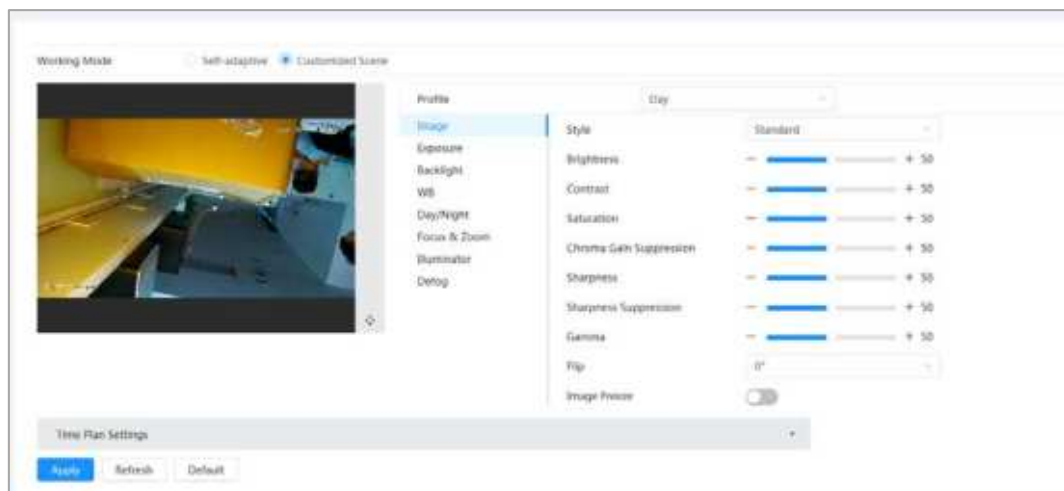 Working Mode Self-adaptive Customized Scene
Profile Day
Image
Exposure
Backlight
WB
Day/Night
Focus & Zoom
Illuminator
Defog
Style Standard
Brightness - + 50
Contrast - + 50
Saturation - + 50
Chroma Gain Suppression - + 50
Sharpness - + 50
Sharpness Suppression - + 50
Gamma - + 50
Flip 0°
Image Freeze
Time Plan Settings
Apply Refresh Default